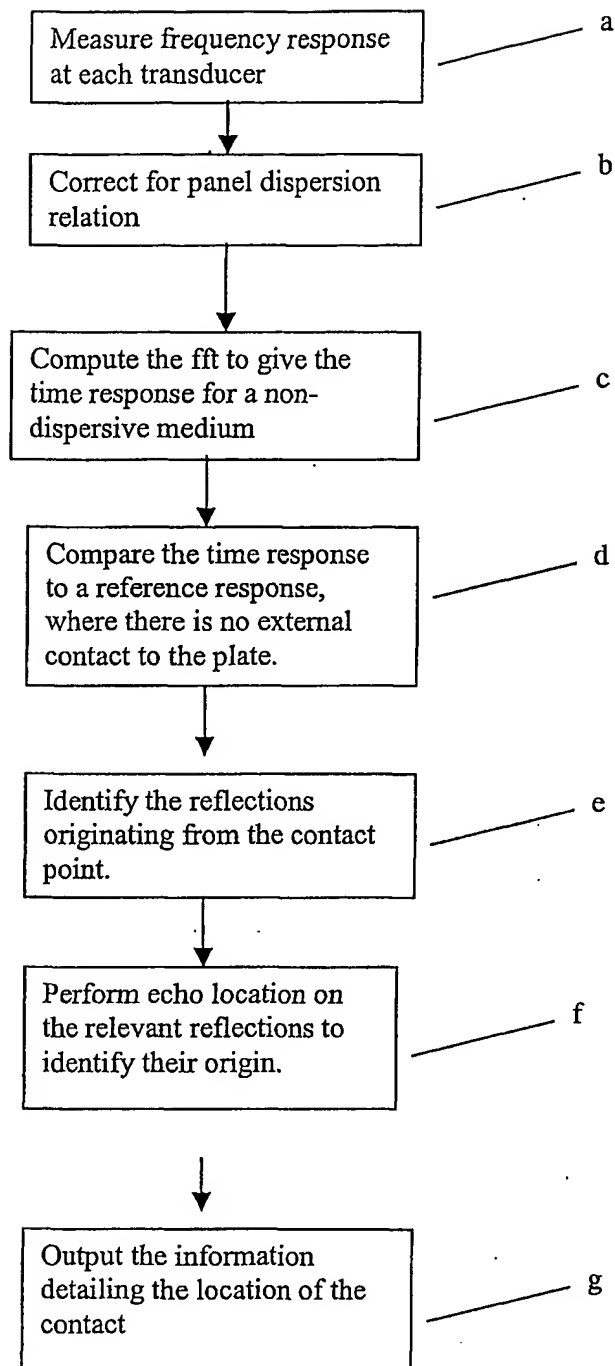 Measure frequency response
at each transducer
a
Correct for panel dispersion
relation
b
Compute the fft to give the
time response for a non-
dispersive medium
c
Compare the time response
to a reference response,
where there is no external
contact to the plate.
d
Identify the reflections
originating from the contact
point.
e
Perform echo location on
the relevant reflections to
identify their origin.
f
Output the information
detailing the location of the
contact
g